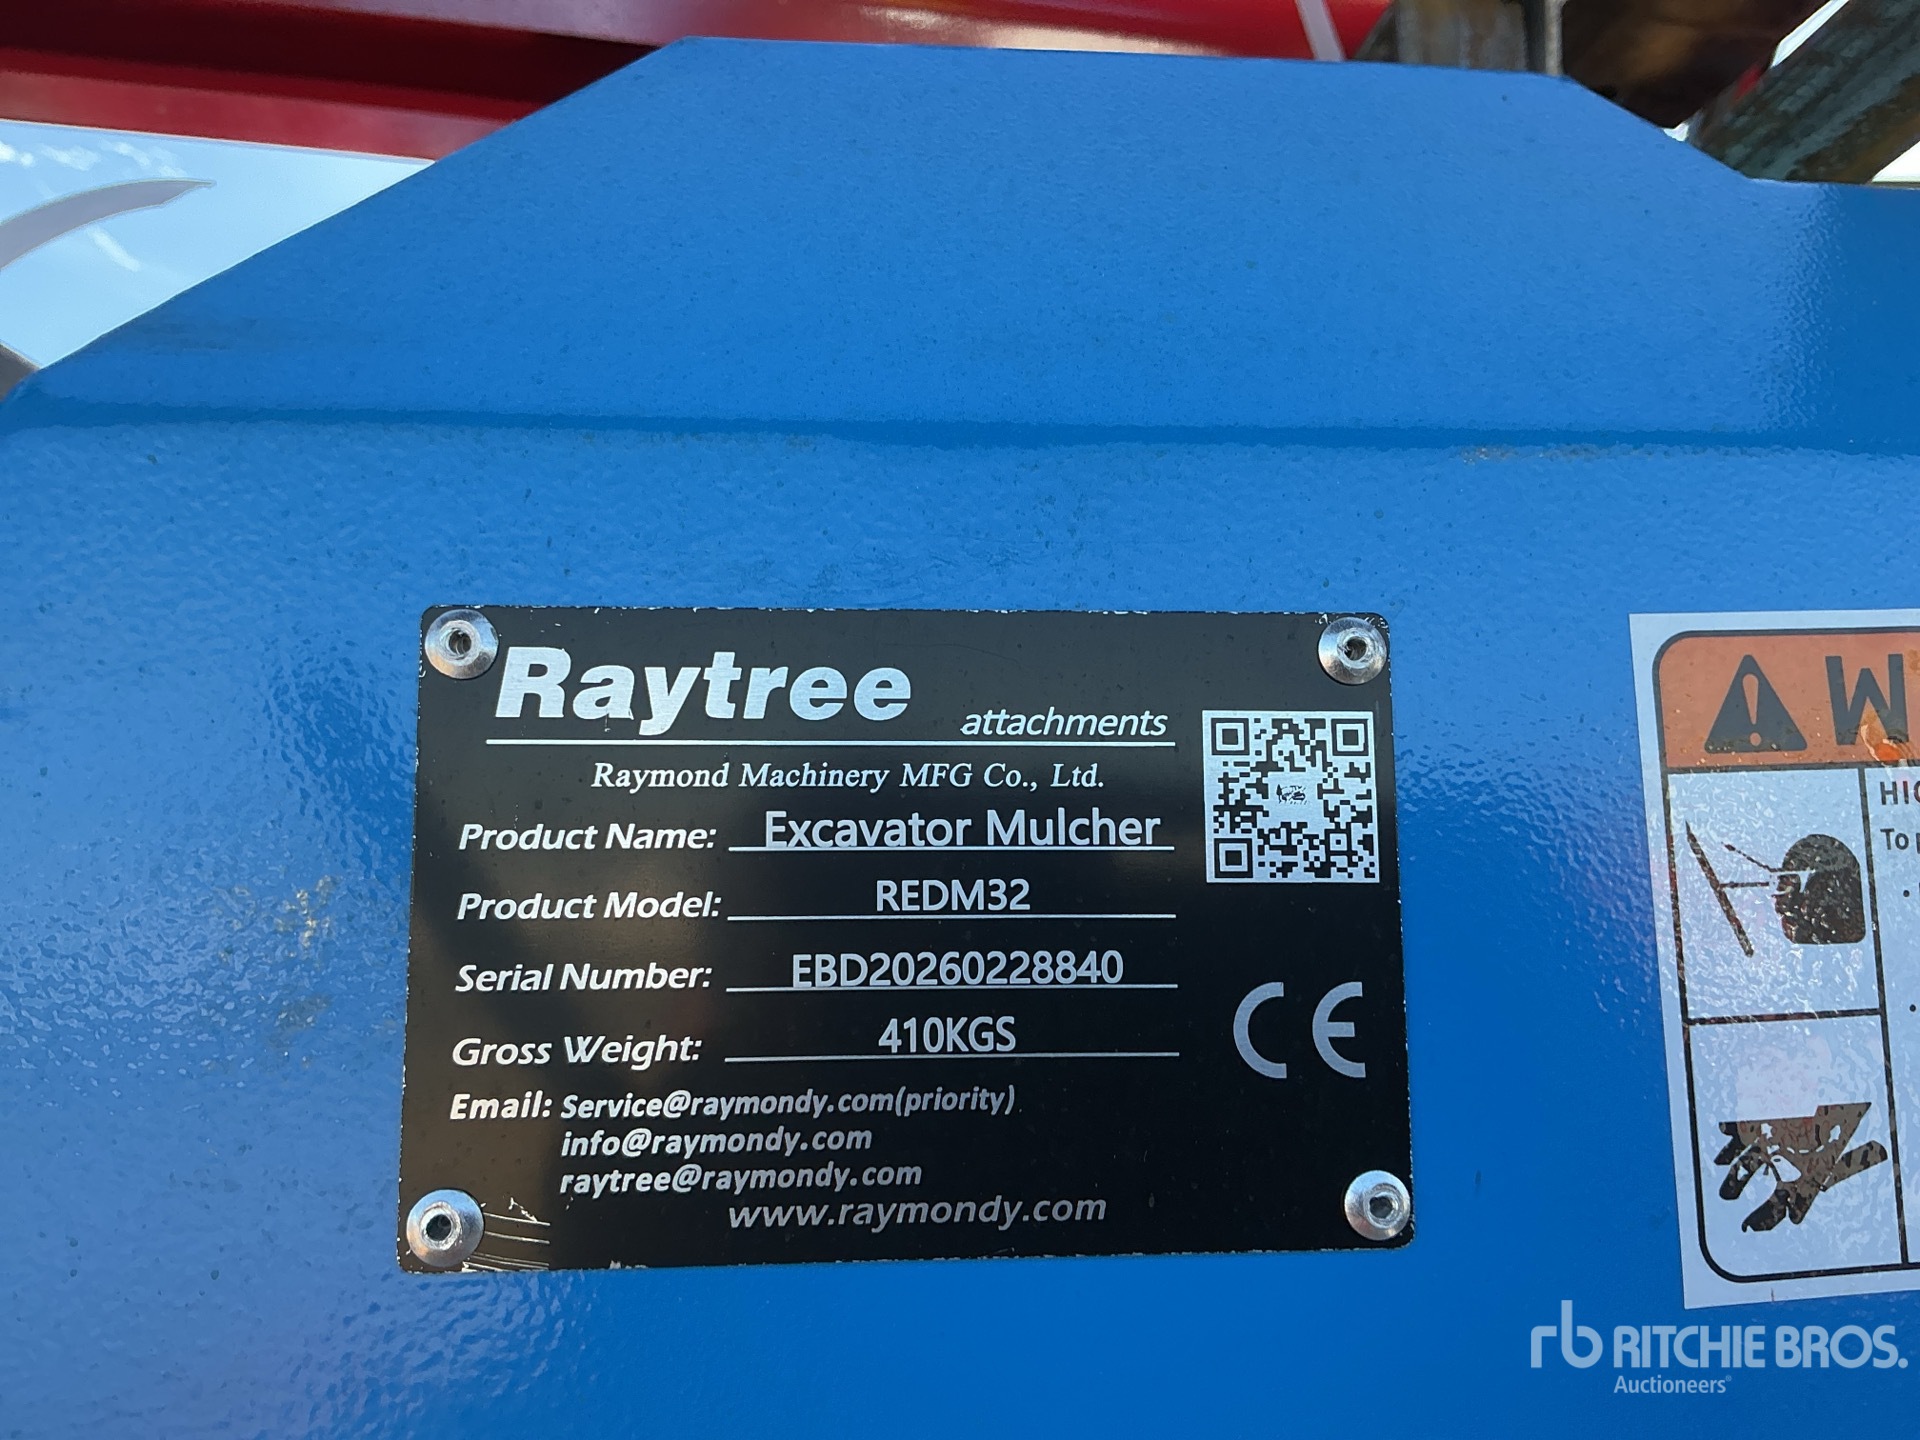 Raytree
attachments
Raymond Machinery MFG Co., Ltd.
Product Name: Excavator Mulcher
Product Model: REDM32
Serial Number: EBD20260228840
Gross Weight: 410KGS
CE
Email: Service@raymondy.com(priority)
info@raymondy.com
raytree@raymondy.com
www.raymondy.com
To
rb RITCHIE BROS.
Auctioneers